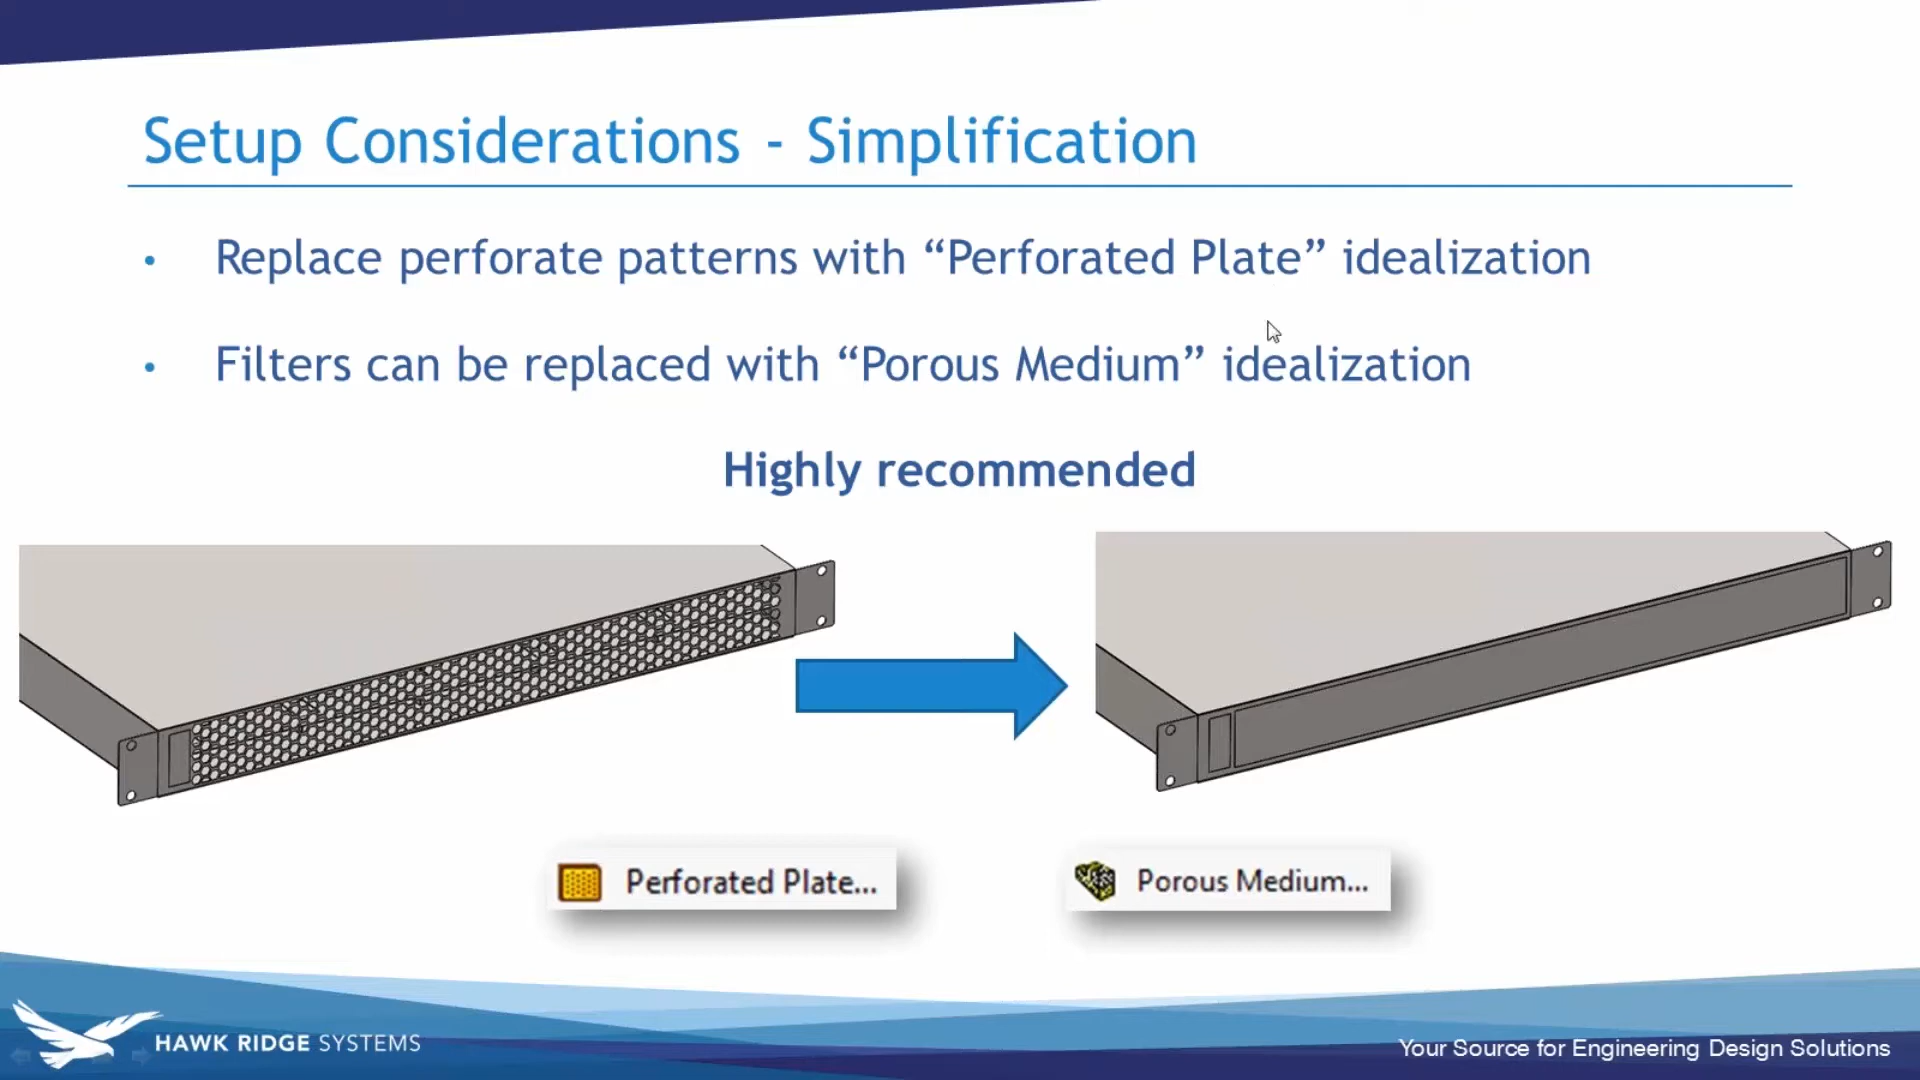 Setup Considerations - Simplification
• Replace perforate patterns with “Perforated Plate” idealization
• Filters can be replaced with “Porous Medium” idealization
Highly recommended
Perforated Plate...
Porous Medium...
HAWK RIDGE SYSTEMS
Your Source for Engineering Design Solutions